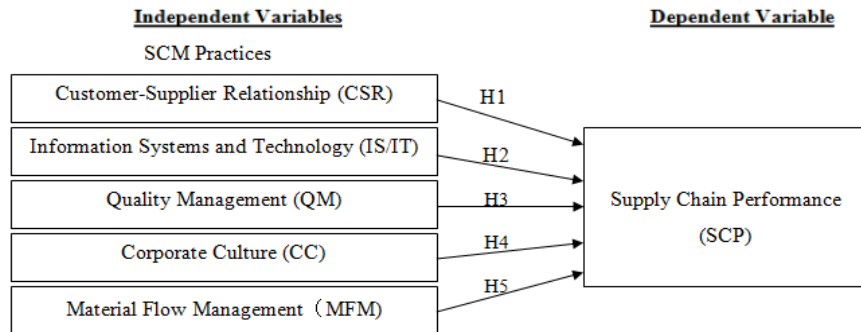 Independent Variables
Dependent Variable
SCM Practices
Customer-Supplier Relationship (CSR)
H1
Information Systems and Technology (IS/IT)
H2
Quality Management (QM)
H3
Supply Chain Performance
(SCP)
Corporate Culture (CC)
H4
Material Flow Management（MFM)
H5